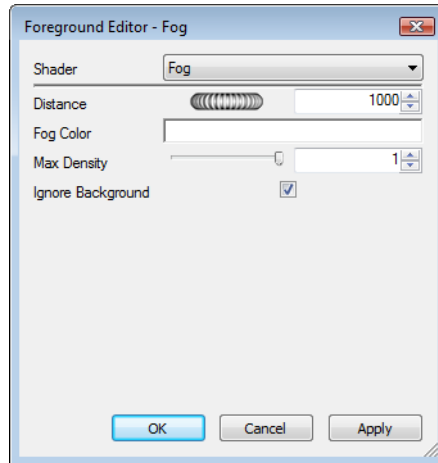 Foreground Editor - Fog
Shader Fog
Distance 1000
Fog Color
Max Density 1
Ignore Background
OK Cancel Apply